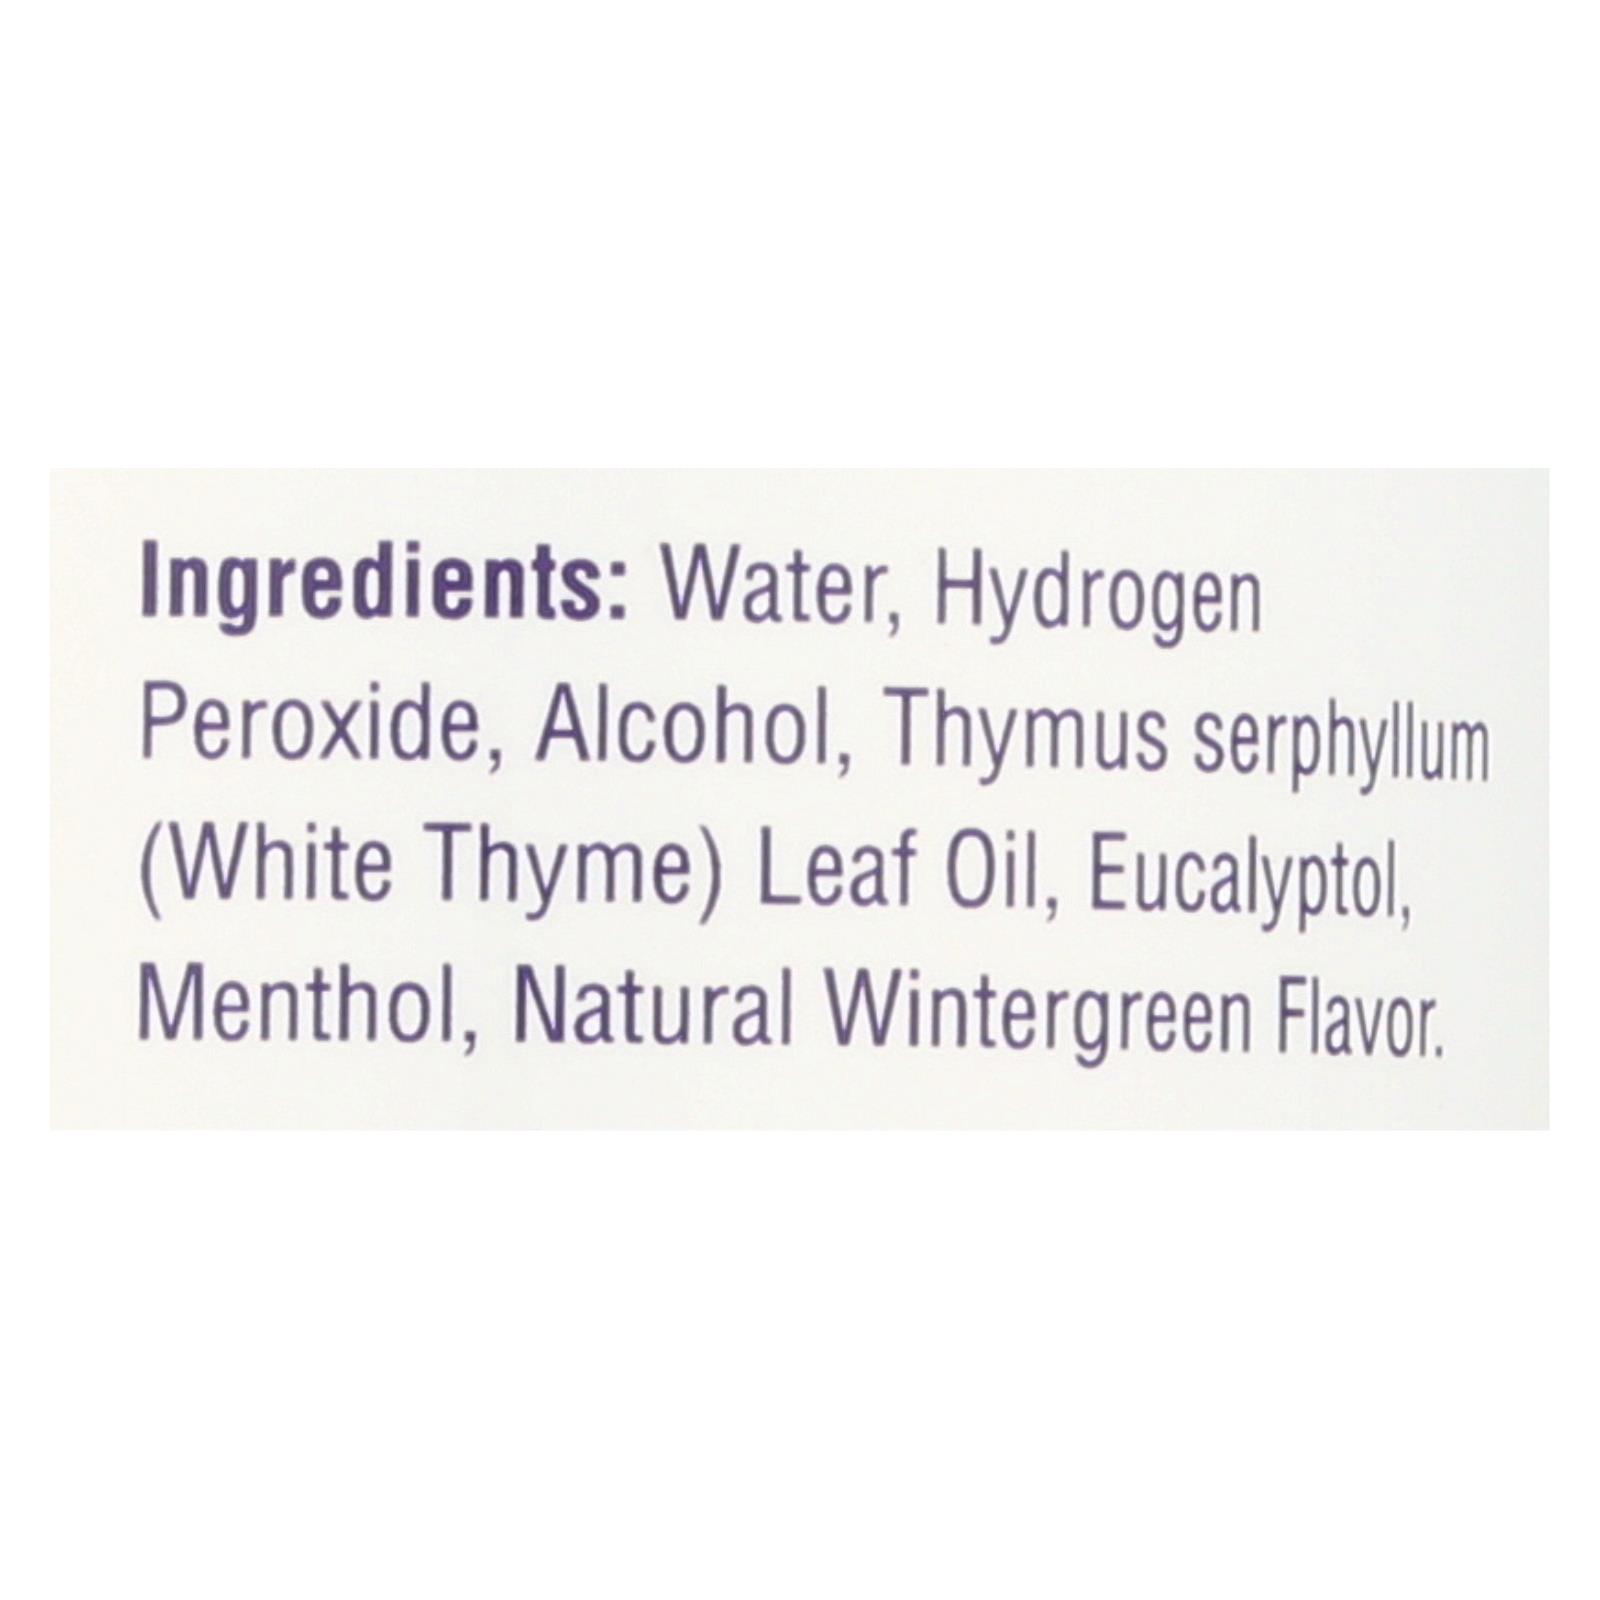 Ingredients: Water, Hydrogen
Peroxide, Alcohol, Thymus serphyllum
(White Thyme) Leaf Oil, Eucalyptol,
Menthol, Natural Wintergreen Flavor.